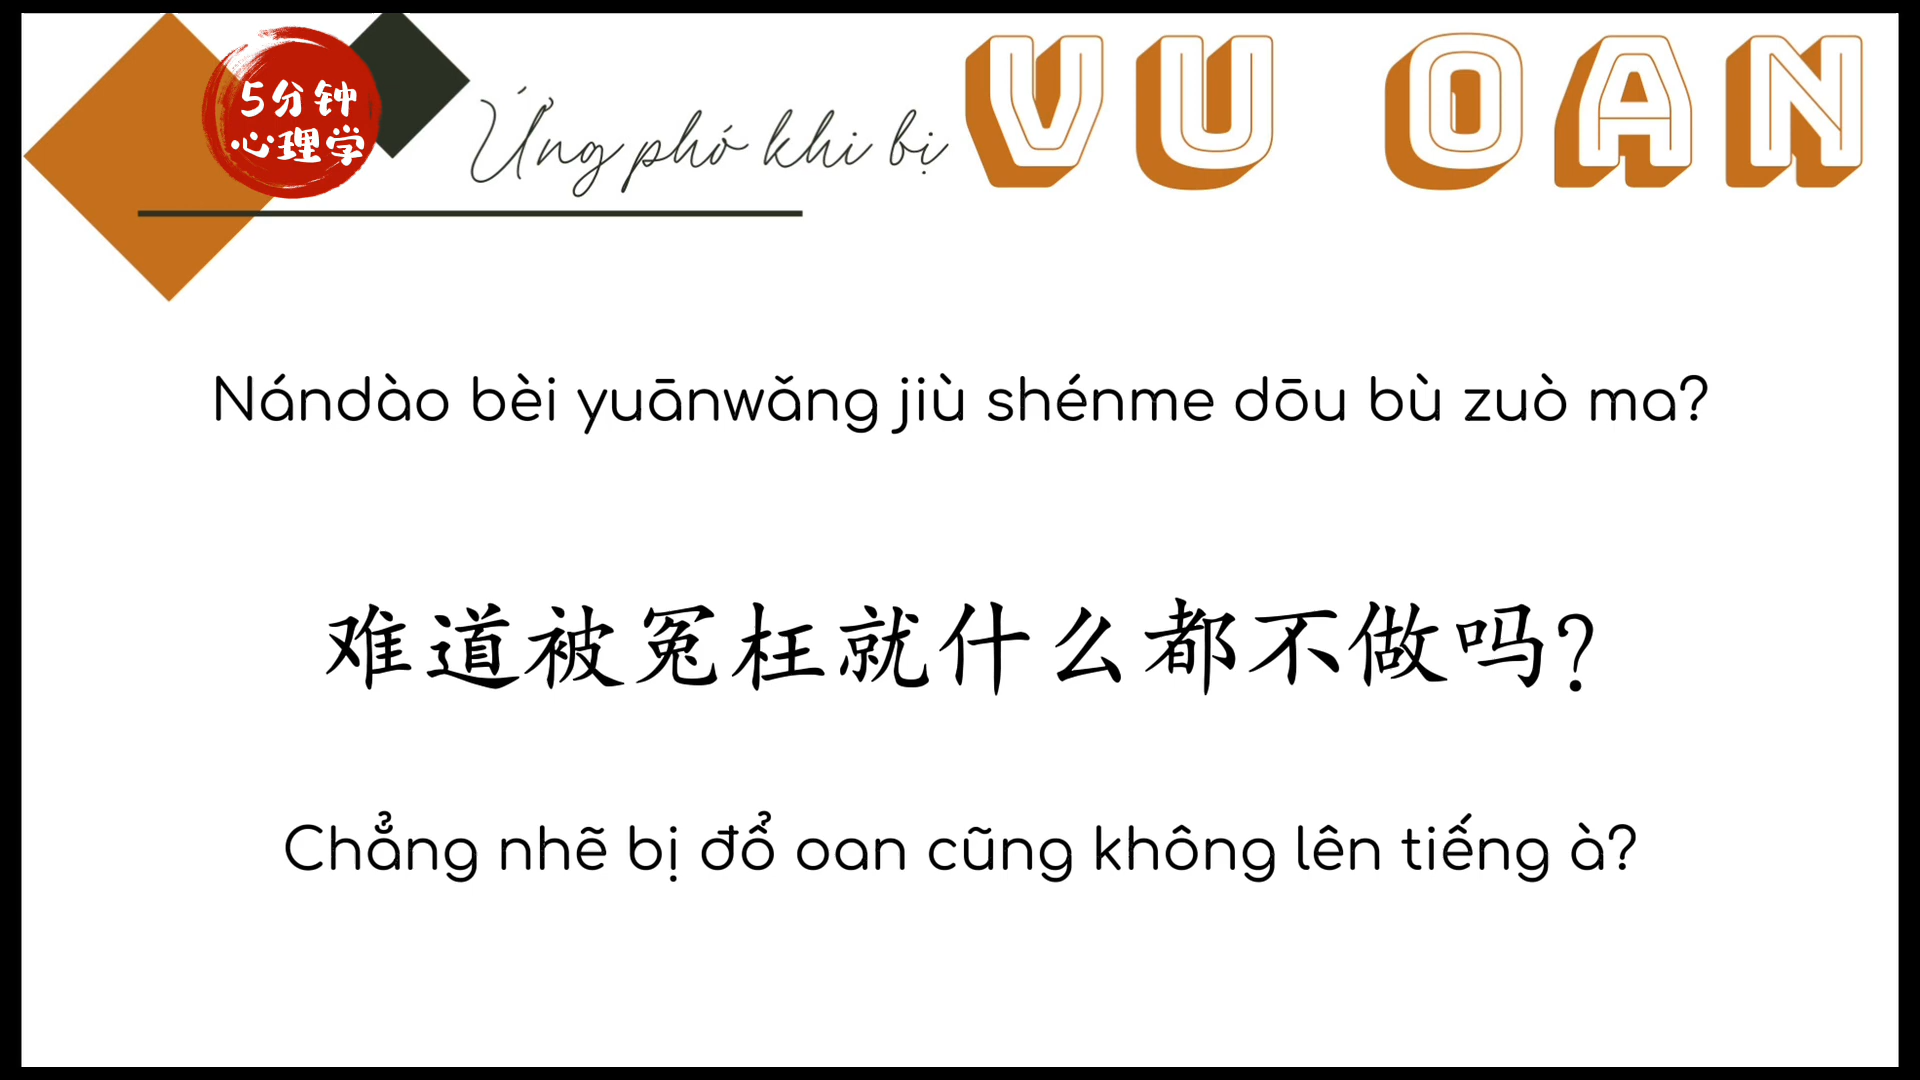 5分钟
心理学
Ứng phó khi bị VU OAN
Nándào bèi yuānwǎng jiù shénme dōu bù zuò ma?
难道被冤枉就什么都不做吗?
Chẳng nhẽ bị đổ oan cũng không lên tiếng à?